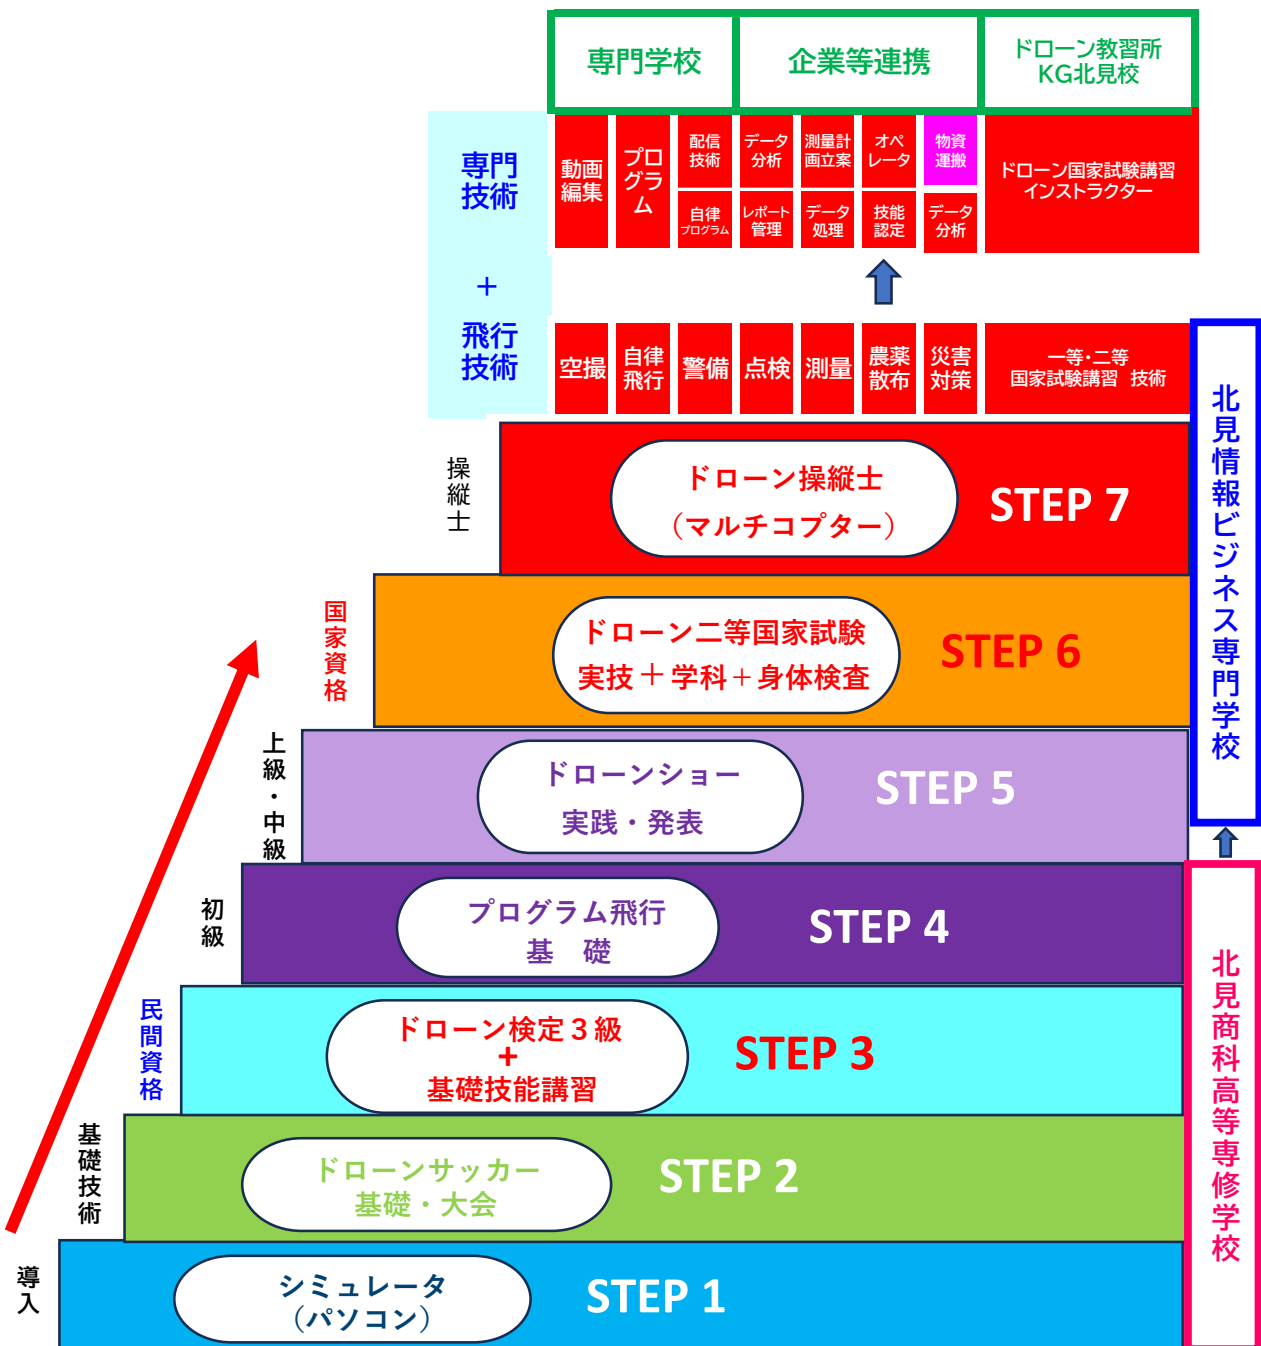 専門学校
企業等連携
ドローン教習所
KG北見校
専門
技術
+
飛行
技術
動画
編集
プロ
グラ
ム
配信
技術
自律
プログラム
データ
分析
レポート
管理
測量計
画立案
データ
処理
オペ
レータ
技能
認定
物資
運搬
データ
分析
ドローン国家試験講習
インストラクター
空撮
自律
飛行
警備
点検
測量
農薬
散布
災害
対策
一等・二等
国家試験講習 技術
操縦士
ドローン操縦士
（マルチコプター）
STEP 7
国家資格
ドローン二等国家試験
実技＋学科＋身体検査
STEP 6
上級・中級
ドローンショー
実践・発表
STEP 5
初級
プログラム飛行
基 礎
STEP 4
民間資格
ドローン検定３級
+
基礎技能講習
STEP 3
基礎技術
ドローンサッカー
基礎・大会
STEP 2
導入
シミュレータ
（パソコン）
STEP 1
北見情報ビジネス専門学校
北見商科高等専修学校